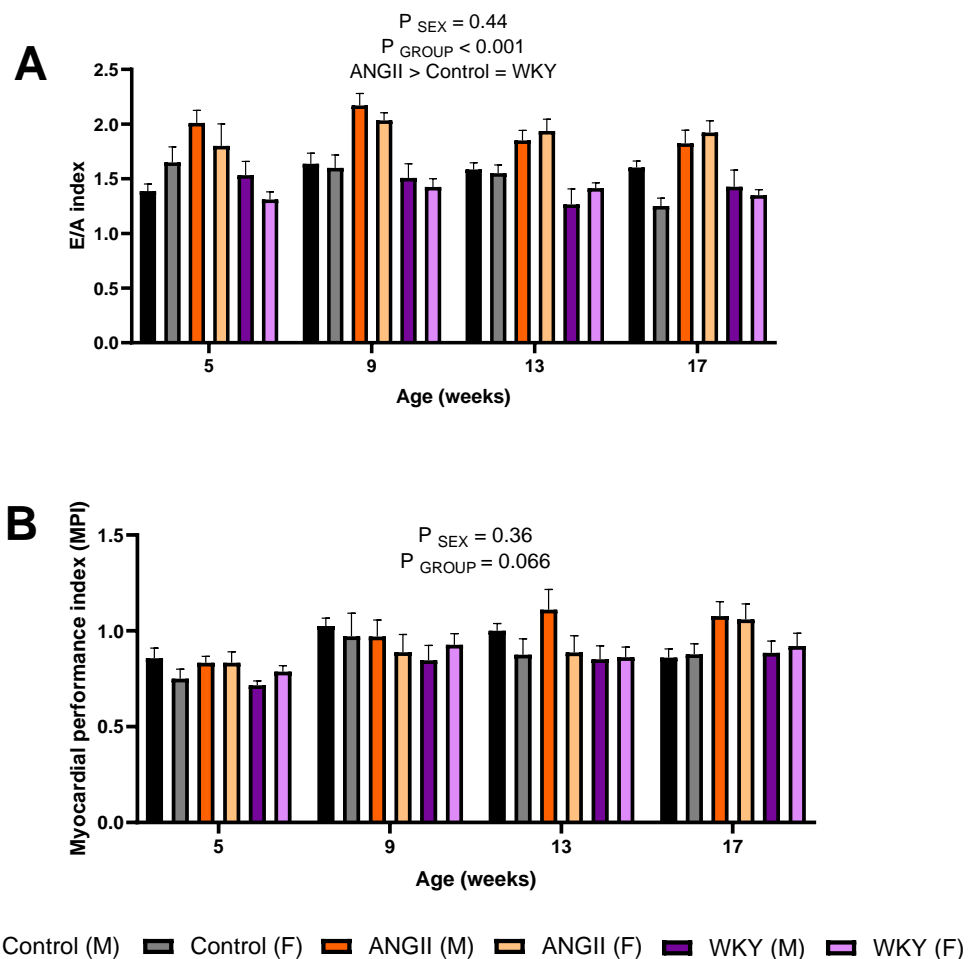 P SEX = 0.44
P GROUP < 0.001
ANGII > Control = WKY
A
2.5
2.0
1.5
1.0
0.5
0.0
E/A index
5 9 13 17
Age (weeks)
B
P SEX = 0.36
P GROUP = 0.066
1.5
1.0
0.5
0.0
Myocardial performance index (MPI)
5 9 13 17
Age (weeks)
Control (M) Control (F) ANGII (M) ANGII (F) WKY (M) WKY (F)